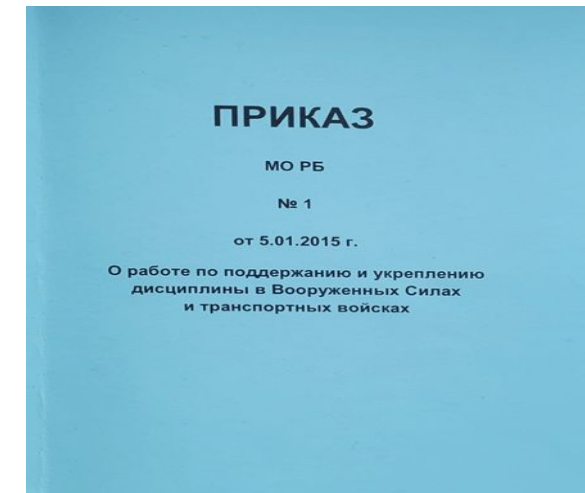 ПРИКАЗ
МО РБ
№ 1
от 5.01.2015 г.
О работе по поддержанию и укреплению
дисциплины в Вооруженных Силах
и транспортных войсках